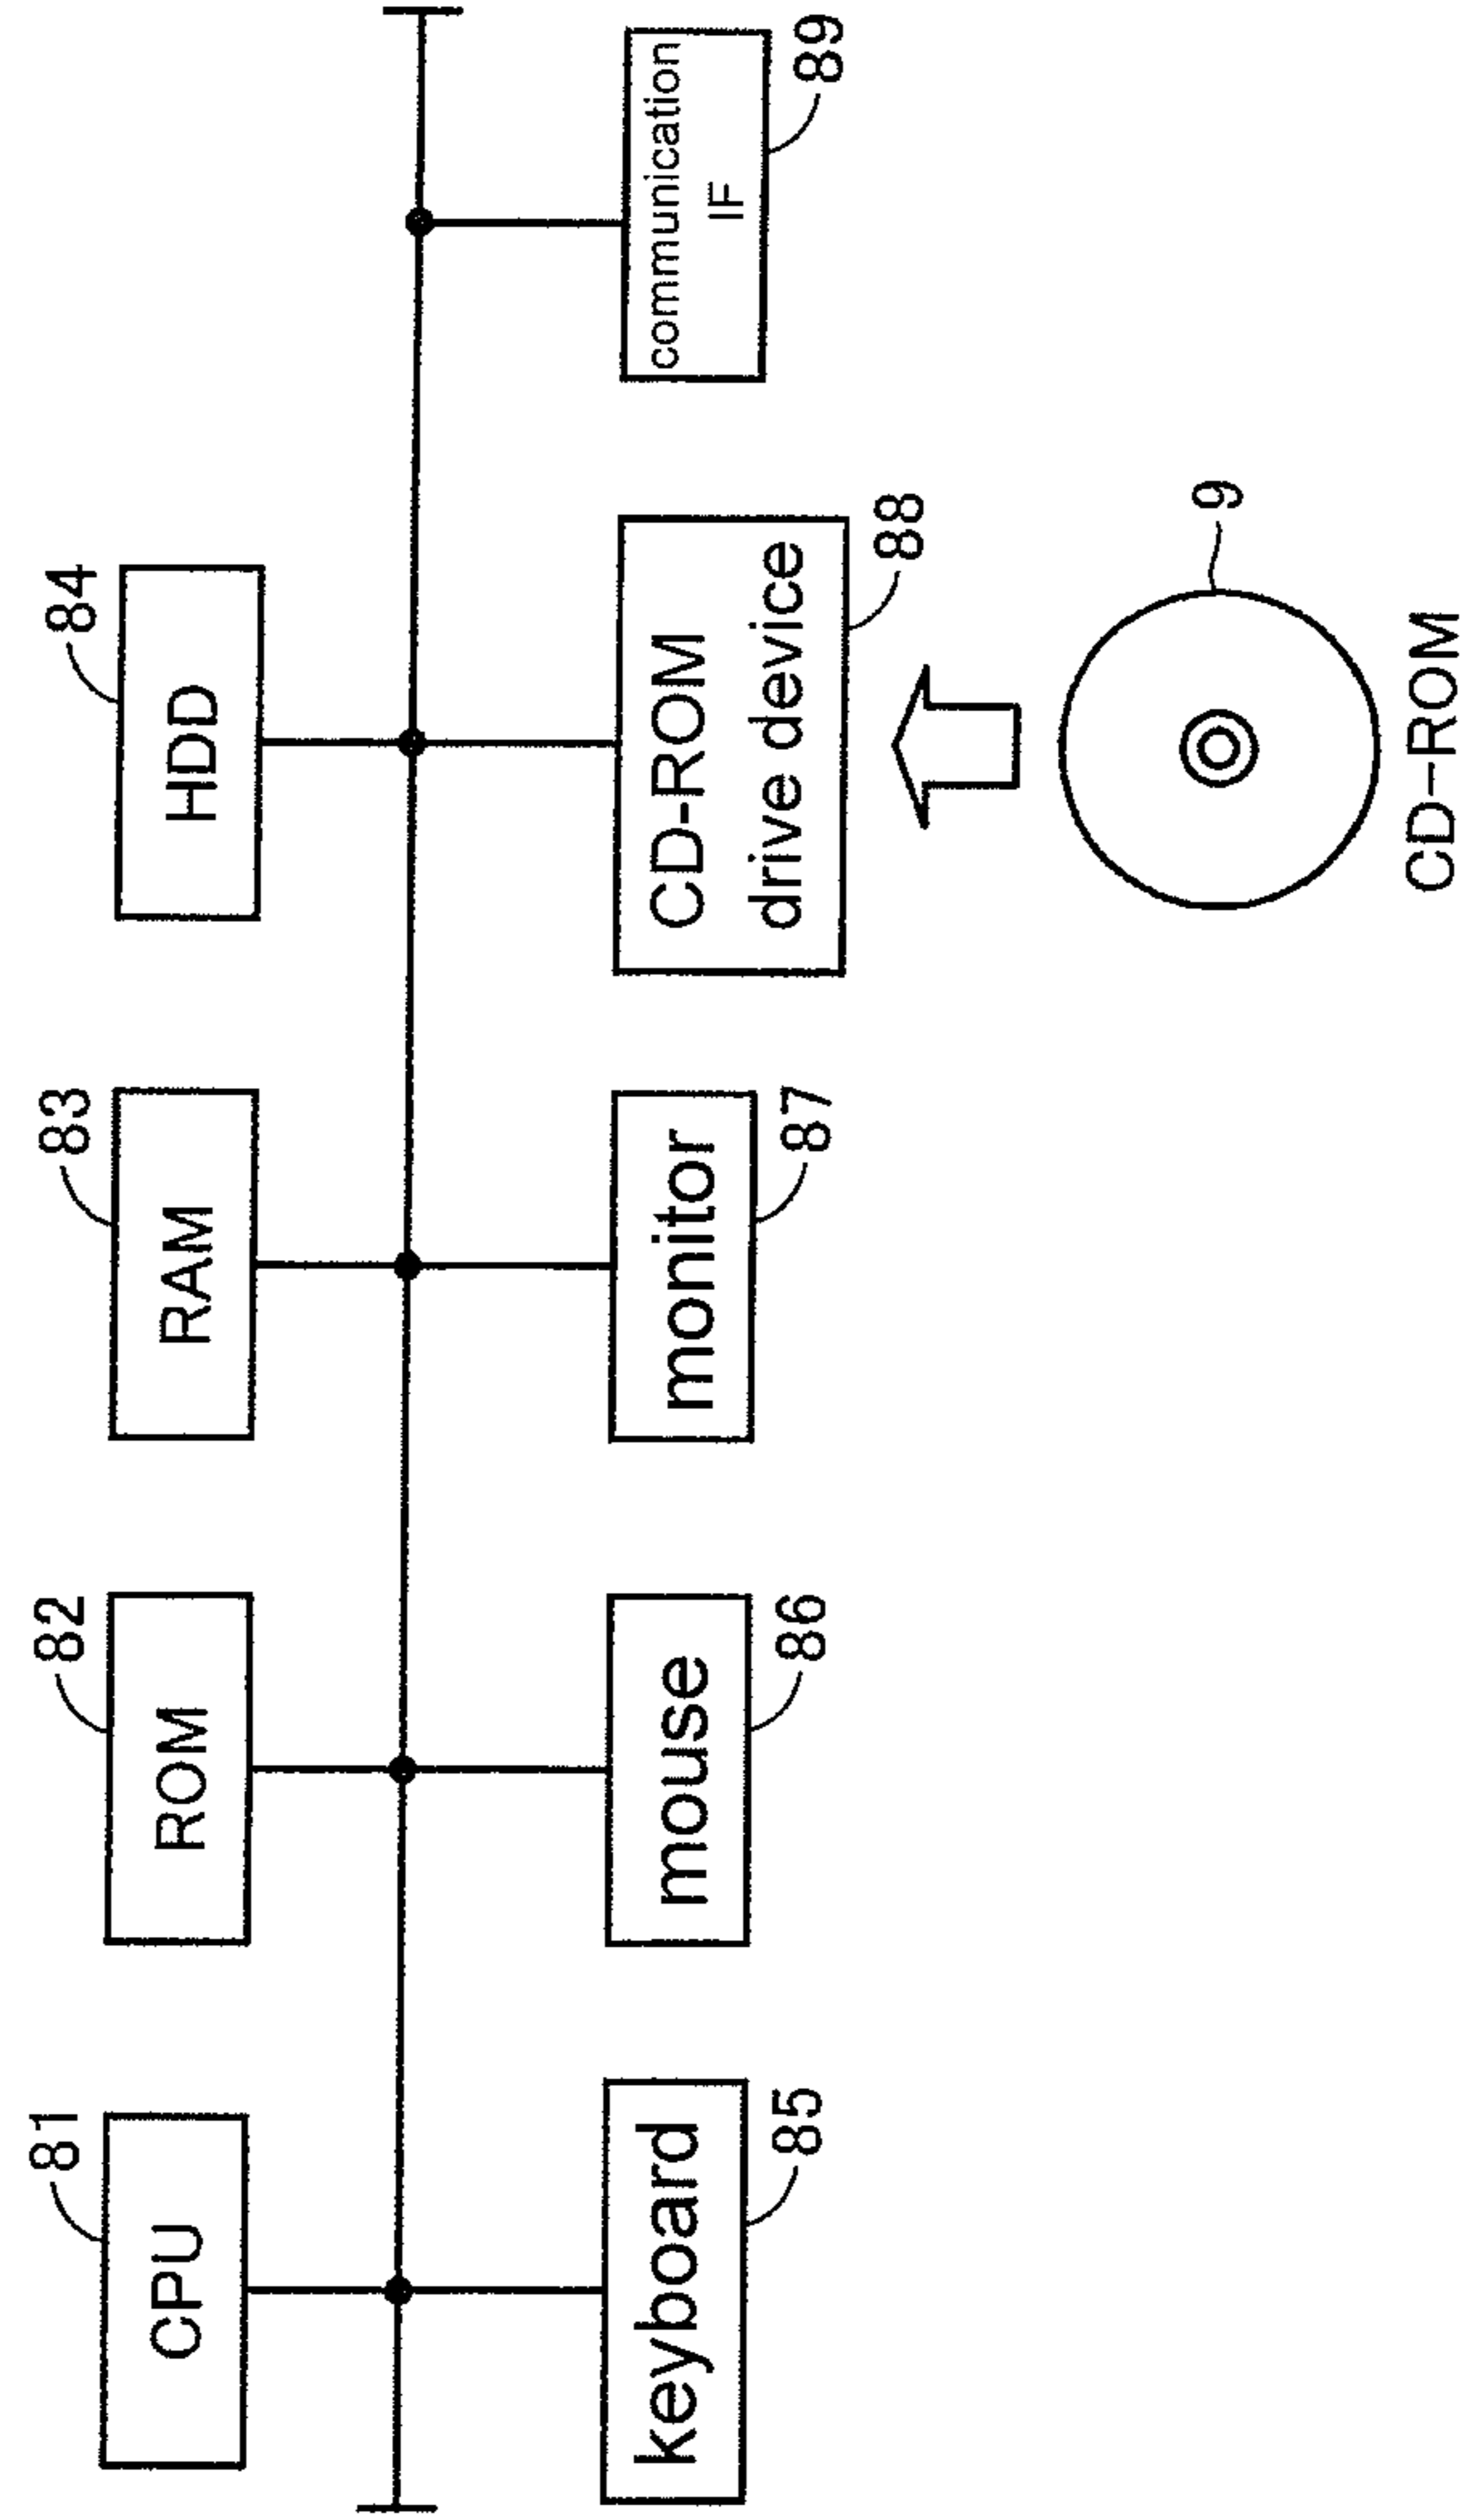 81
CPU
82
ROM
83
RAM
84
HDD
keyboard
85
mouse
86
monitor
87
CD-ROM
drive device
88
communication
IF
89
9
CD-ROM